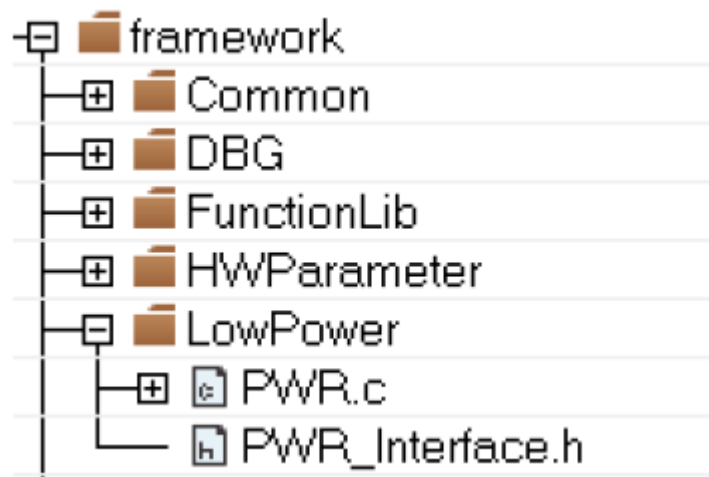 framework
Common
DBG
FunctionLib
HWParameter
LowPower
PWR.c
PWR_Interface.h